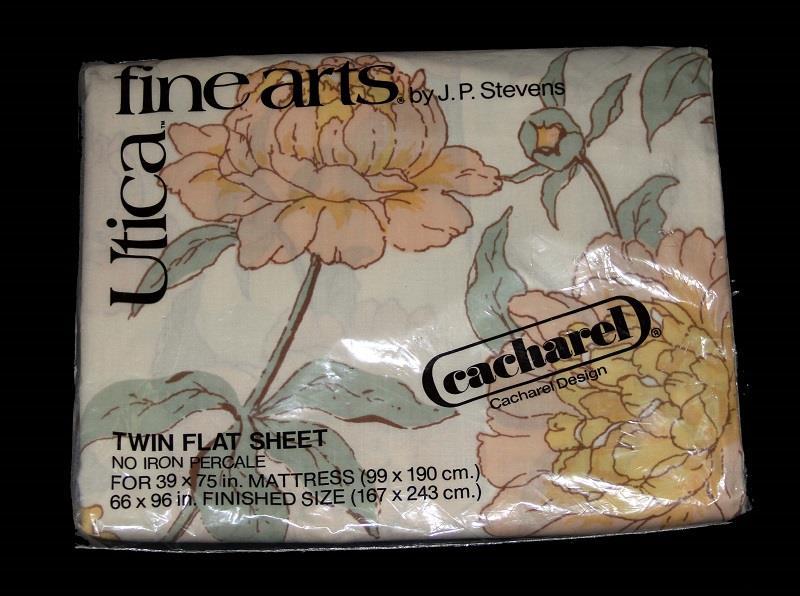 fine arts® by J. P. Stevens
Utica™
cacharel®
Cacharel Design
TWIN FLAT SHEET
NO IRON PERCALE
FOR 39 x 75 in. MATTRESS (99 x 190 cm.)
66 x 96 in. FINISHED SIZE (167 x 243 cm.)